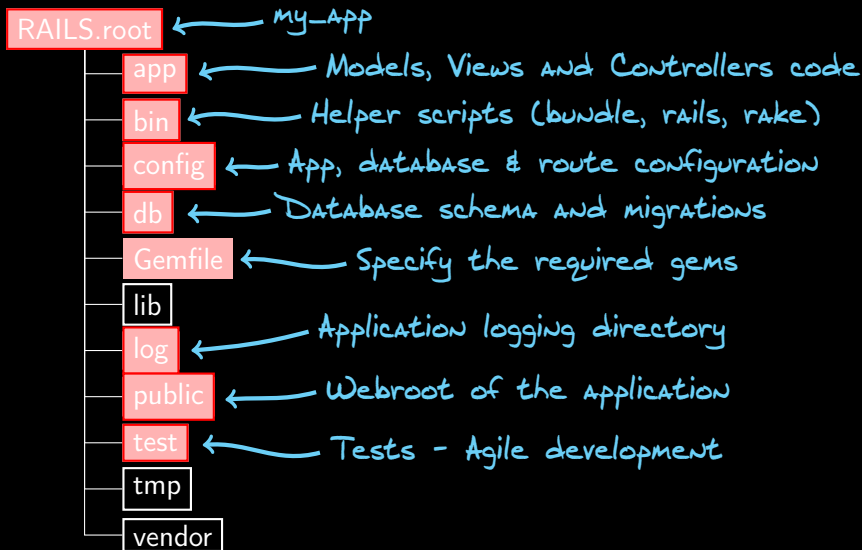 RAILS.root my_app
app Models, Views and Controllers code
bin Helper scripts (bundle, rails, rake)
config App, database & route configuration
db Database schema and migrations
Gemfile Specify the required gems
lib
log Application logging directory
public Webroot of the application
test Tests - Agile development
tmp
vendor